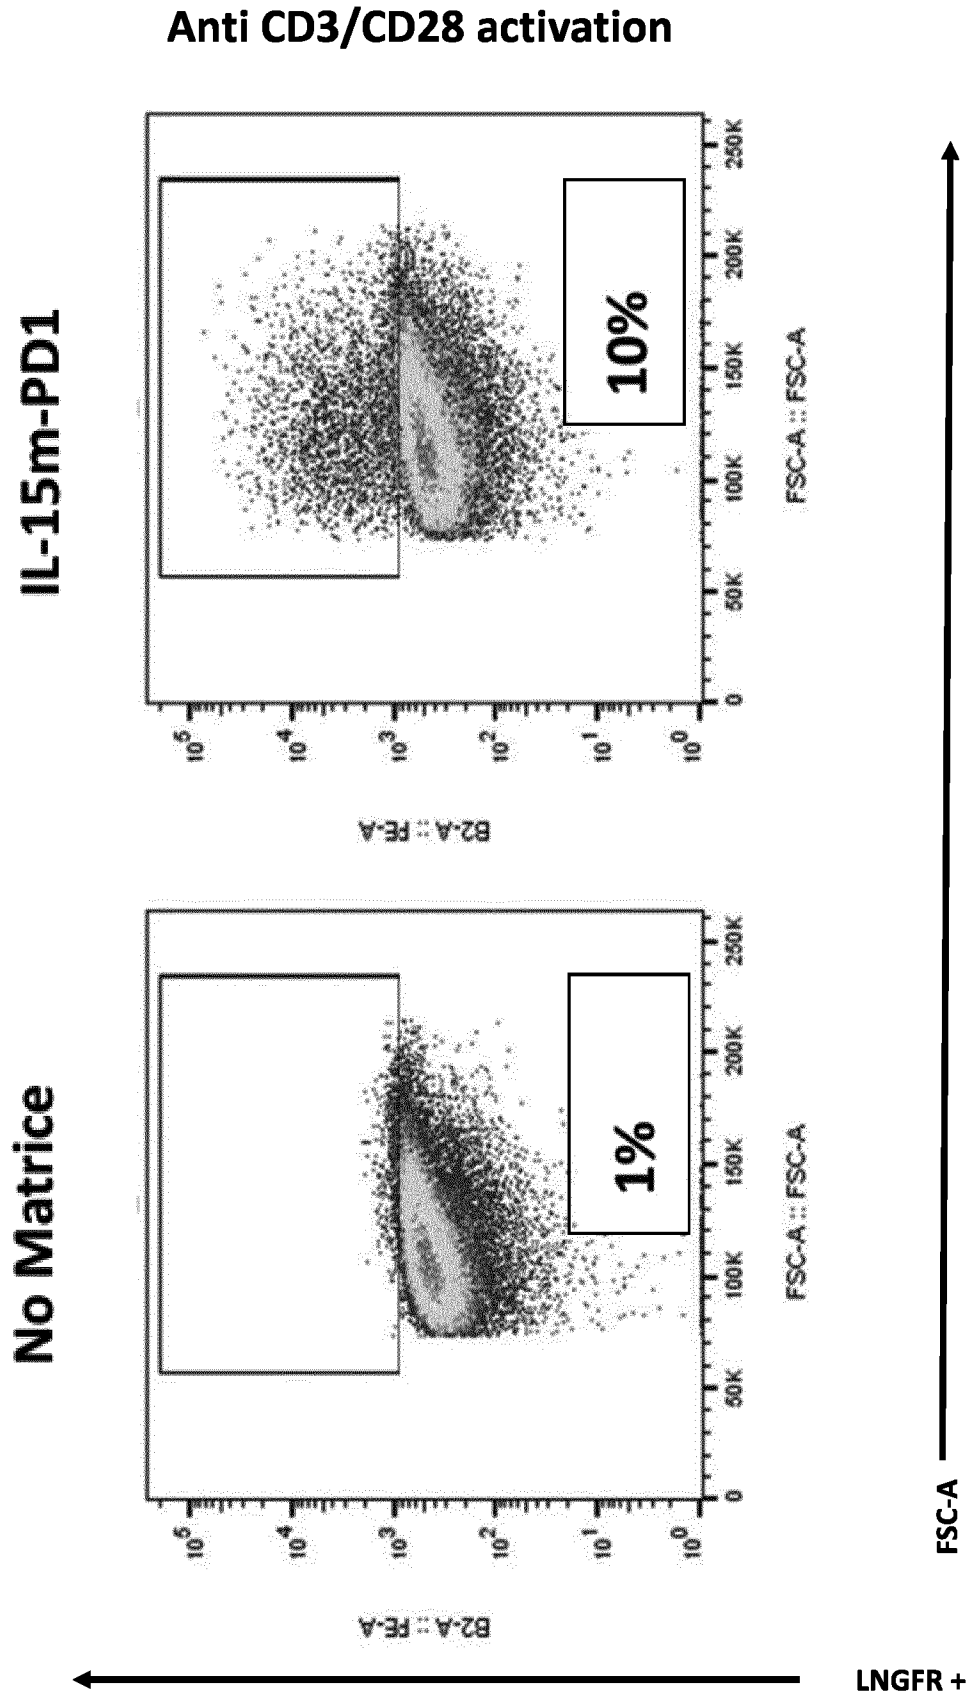 Anti CD3/CD28 activation
No Matrice
IL-15m-PD1
10^5
10^4
10^3
10^2
10^1
10^0
B2-A :: PE-A
0
50K
100K
150K
200K
250K
FSC-A :: FSC-A
1%
10^5
10^4
10^3
10^2
10^1
10^0
B2-A :: PE-A
0
50K
100K
150K
200K
250K
FSC-A :: FSC-A
10%
LNGFR +
FSC-A